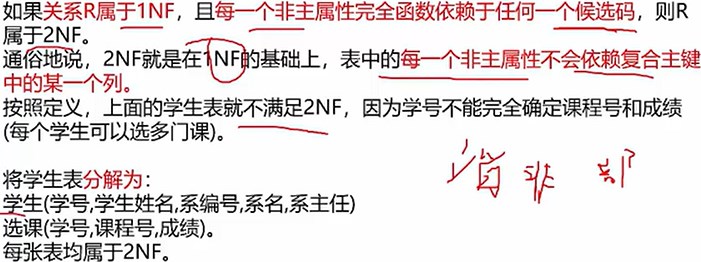 如果关系R属于1NF，且每一个非主属性完全函数依赖于任何一个候选码，则R
属于2NF。
通俗地说，2NF就是在1NF的基础上，表中的每一个非主属性不会依赖复合主键
中的某一个列。
按照定义，上面的学生表就不满足2NF，因为学号不能完全确定课程号和成绩
(每个学生可以选多门课)。
将学生表分解为：
学生(学号,学生姓名,系编号,系名,系主任)
选课(学号,课程号,成绩)。
每张表均属于2NF。
非 部